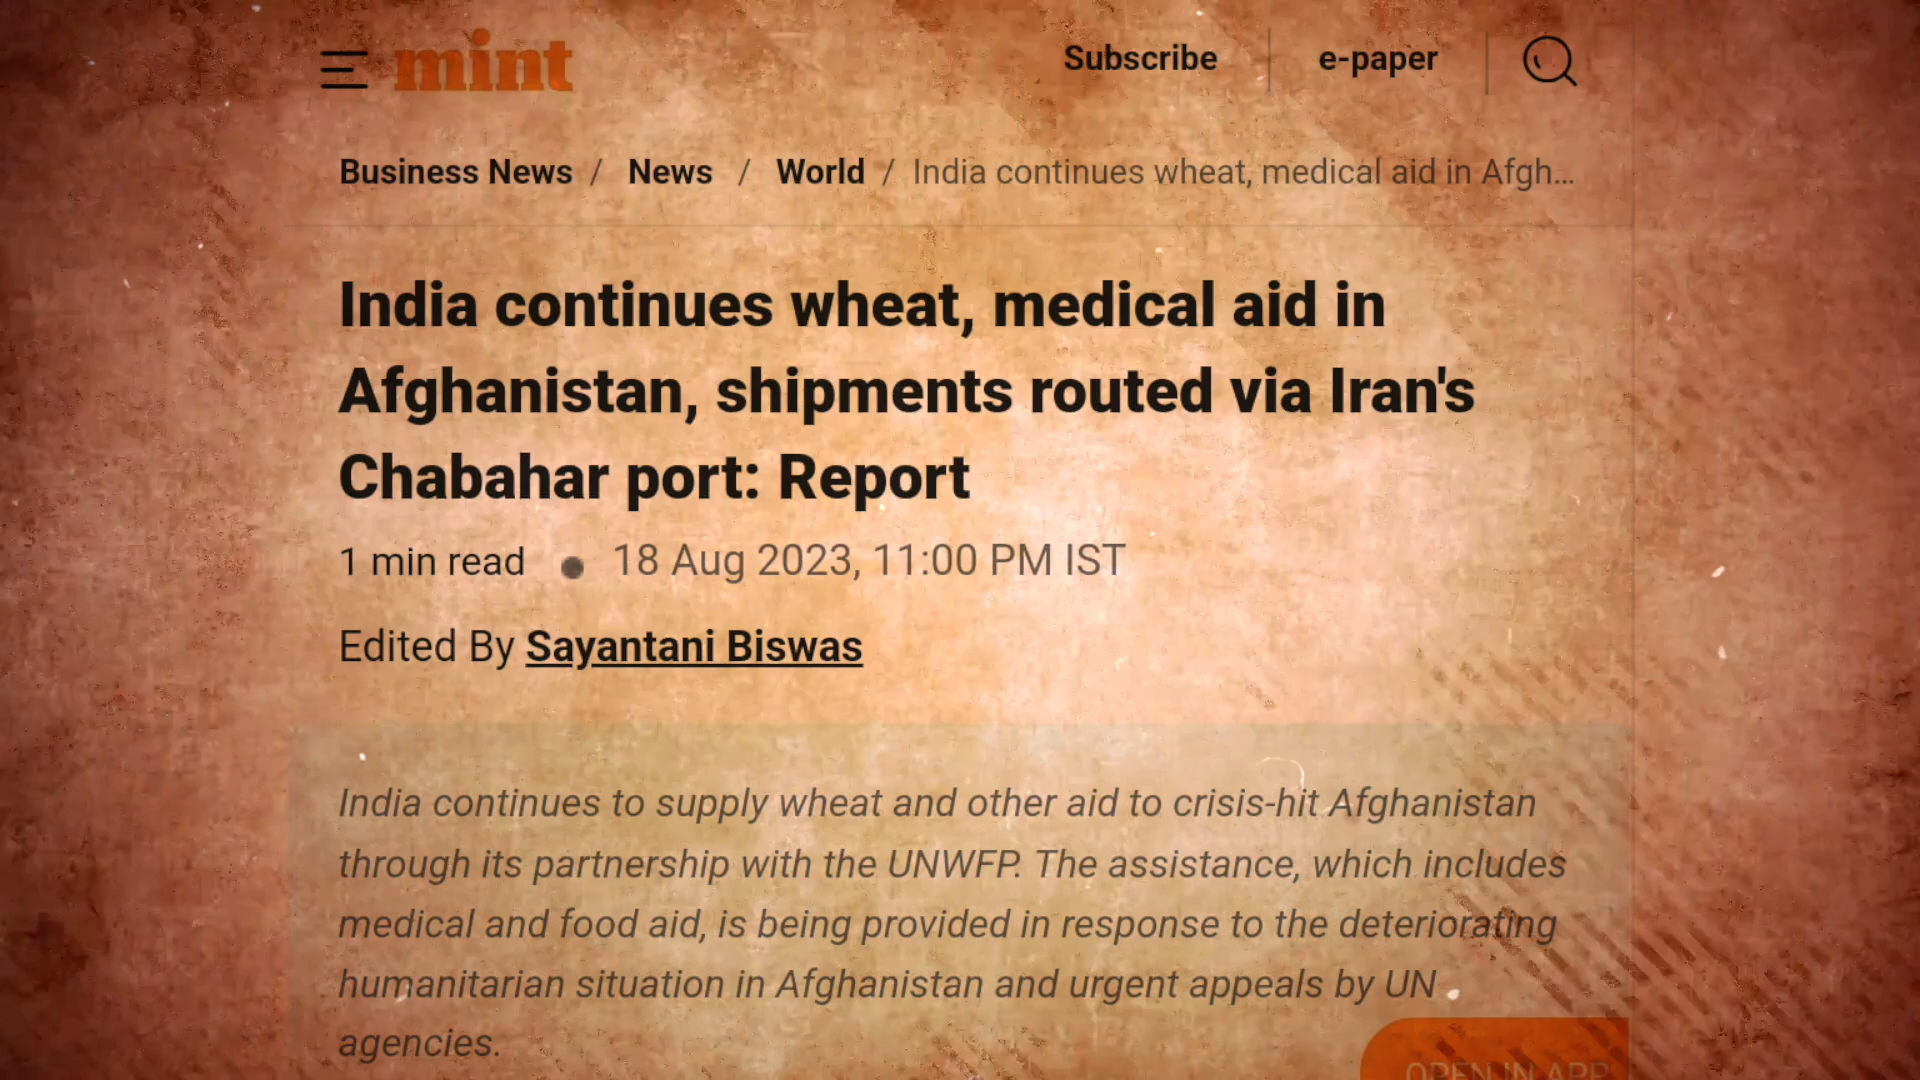 mint
Subscribe
e-paper
Business News / News / World / India continues wheat, medical aid in Afgh...
India continues wheat, medical aid in
Afghanistan, shipments routed via Iran's
Chabahar port: Report
1 min read ● 18 Aug 2023, 11:00 PM IST
Edited By Sayantani Biswas
India continues to supply wheat and other aid to crisis-hit Afghanistan
through its partnership with the UNWFP. The assistance, which includes
medical and food aid, is being provided in response to the deteriorating
humanitarian situation in Afghanistan and urgent appeals by UN
agencies.
OPEN IN APP